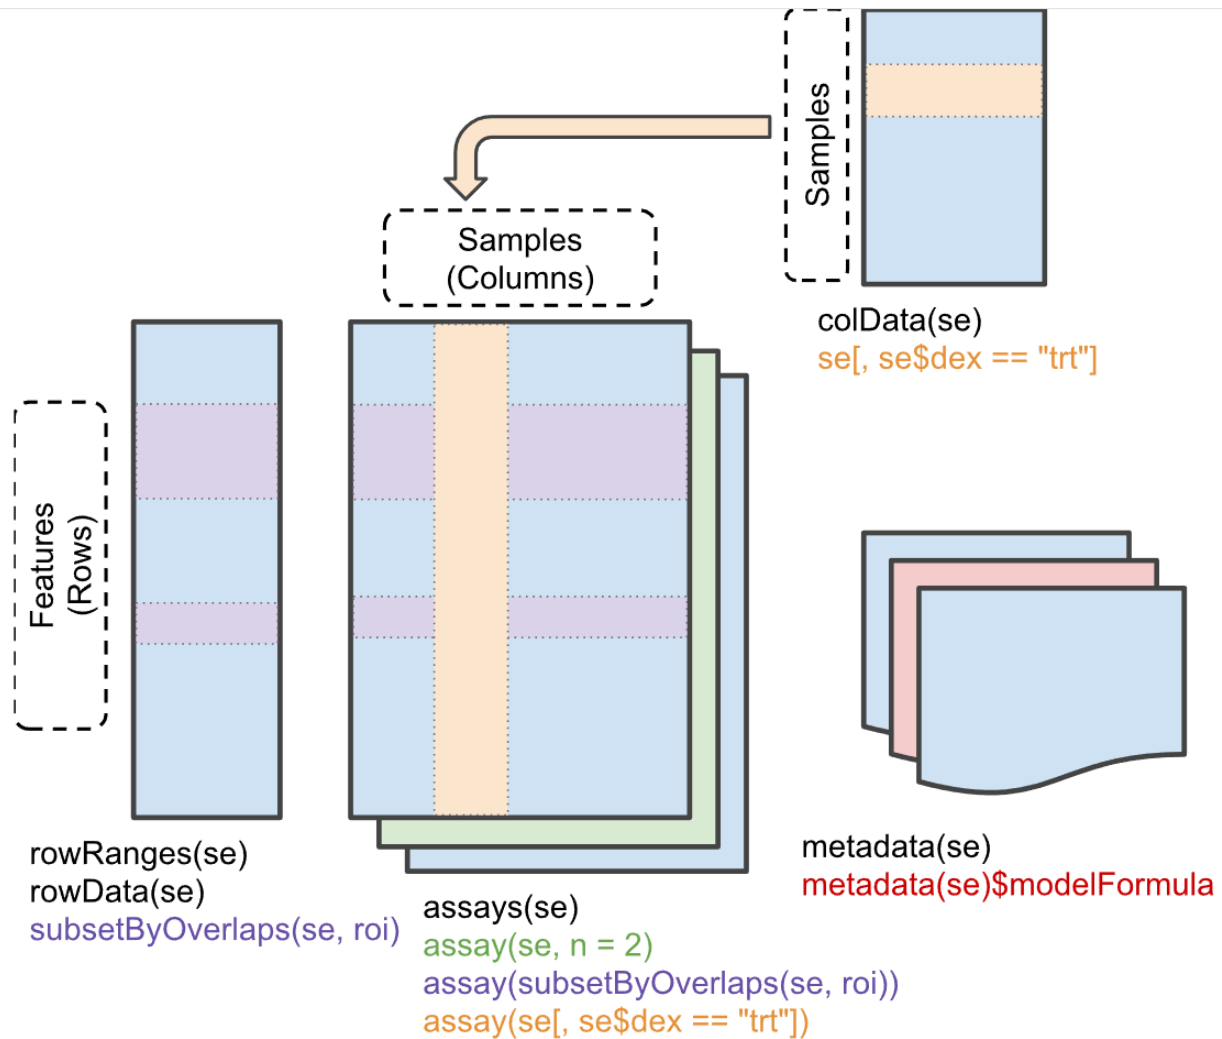 Samples
Samples
(Columns)
colData(se)
se[, se$dex == "trt"]
Features
(Rows)
rowRanges(se)
rowData(se)
subsetByOverlaps(se, roi)
assays(se)
assay(se, n = 2)
assay(subsetByOverlaps(se, roi))
assay(se[, se$dex == "trt"])
metadata(se)
metadata(se)$modelFormula